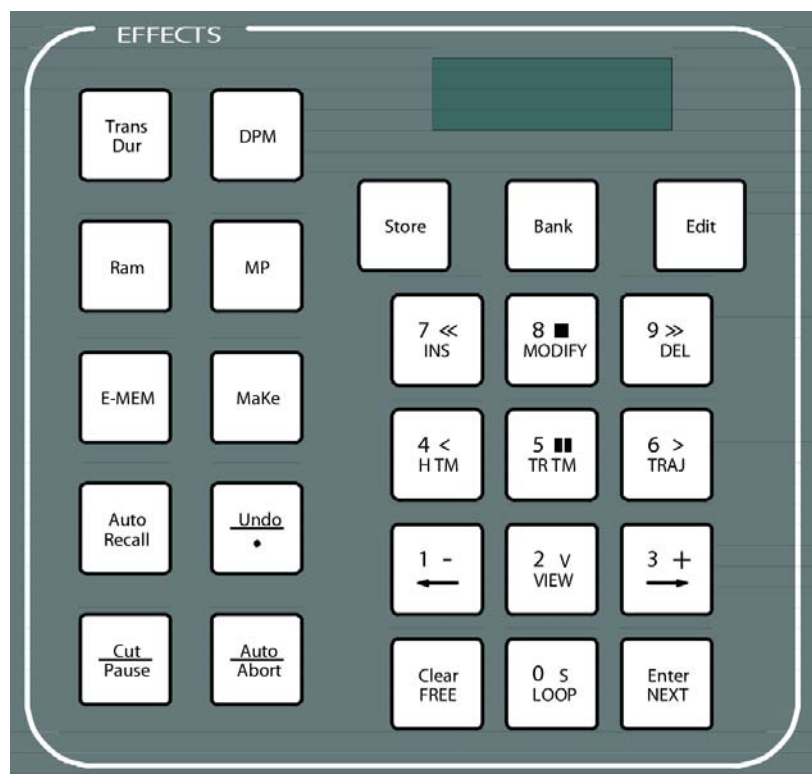 EFFECTS
Trans
Dur
DPM
Ram
MP
E-MEM
MaKe
Auto
Recall
Undo
•
Cut
Pause
Auto
Abort
Store
Bank
Edit
7 «
INS
8 ■
MODIFY
9 »
DEL
4 <
H TM
5 ▮▮
TR TM
6 >
TRAJ
1 -
←
2 V
VIEW
3 +
→
Clear
FREE
0 S
LOOP
Enter
NEXT